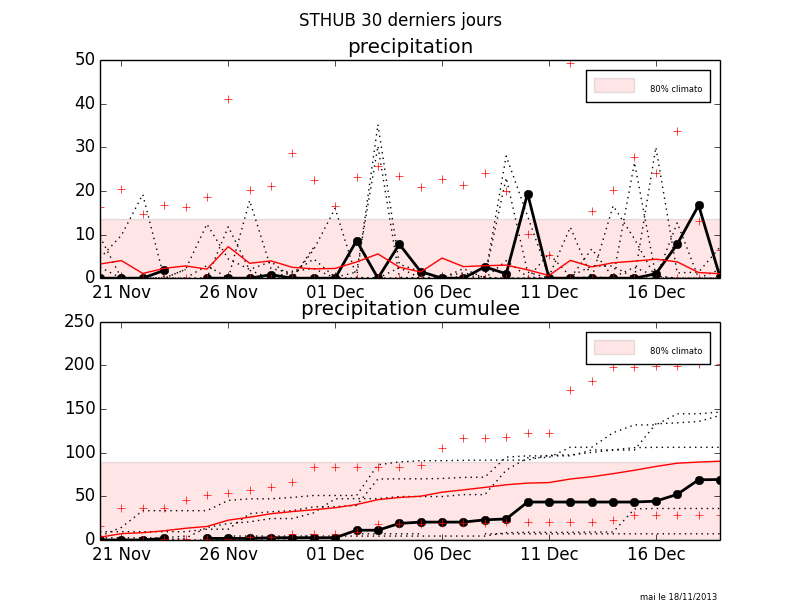 STHUB 30 derniers jours
precipitation
50
40
30
20
10
0
80% climato
21 Nov 26 Nov 01 Dec 06 Dec 11 Dec 16 Dec
precipitation cumulee
250
200
150
100
50
0
80% climato
21 Nov 26 Nov 01 Dec 06 Dec 11 Dec 16 Dec
maj le 18/11/2013